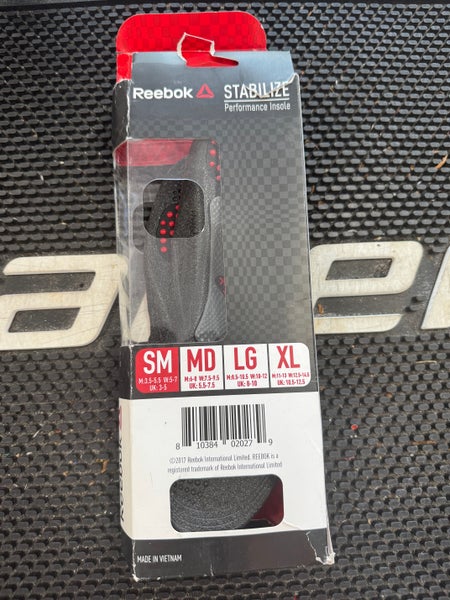 Reebok STABILIZE
Performance Insole
SM MD LG XL
M:3.5-5.5 W:5-7 M:6-8 W:7.5-9.5 M:8.5-10.5 W:10-12 M:11-13 W:12.5-14.5
UK: 3-5 UK: 5.5-7.5 UK: 8-10 UK: 10.5-12.5
8 10384 02027 9
©2017 Reebok International Limited. REEBOK is a
registered trademark of Reebok International Limited
MADE IN VIETNAM